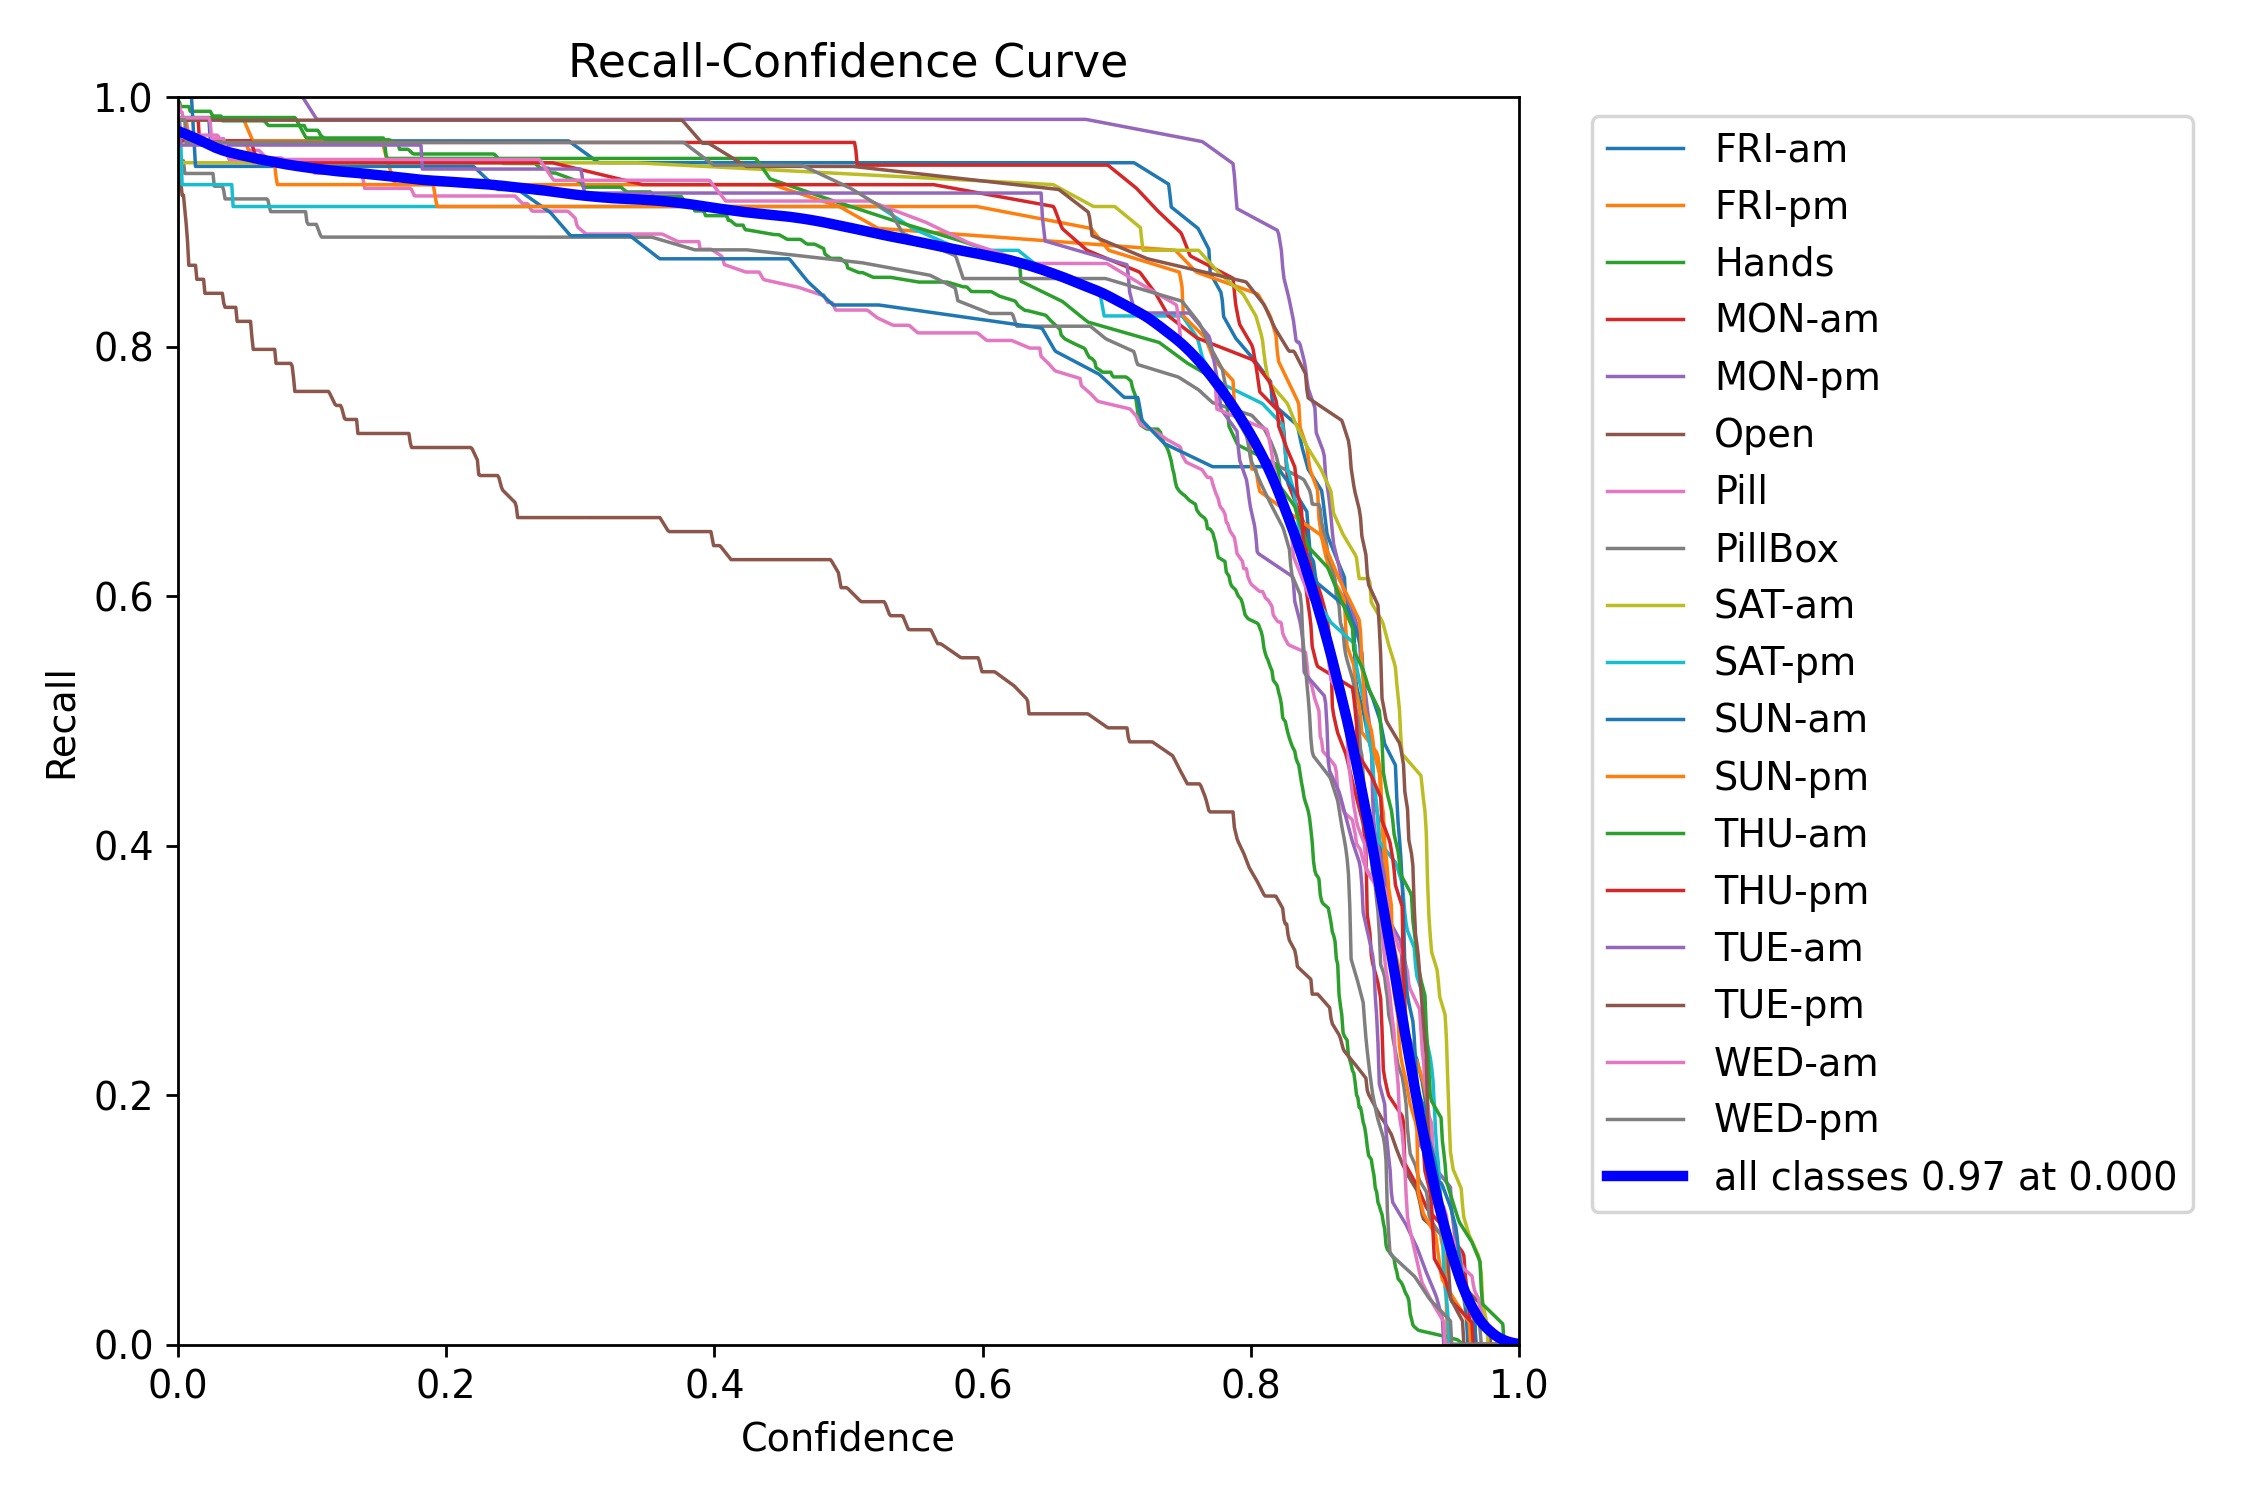 Recall-Confidence Curve
1.0
0.8
0.6
0.4
0.2
0.0
Recall
0.0 0.2 0.4 0.6 0.8 1.0
Confidence
FRI-am
FRI-pm
Hands
MON-am
MON-pm
Open
Pill
PillBox
SAT-am
SAT-pm
SUN-am
SUN-pm
THU-am
THU-pm
TUE-am
TUE-pm
WED-am
WED-pm
all classes 0.97 at 0.000